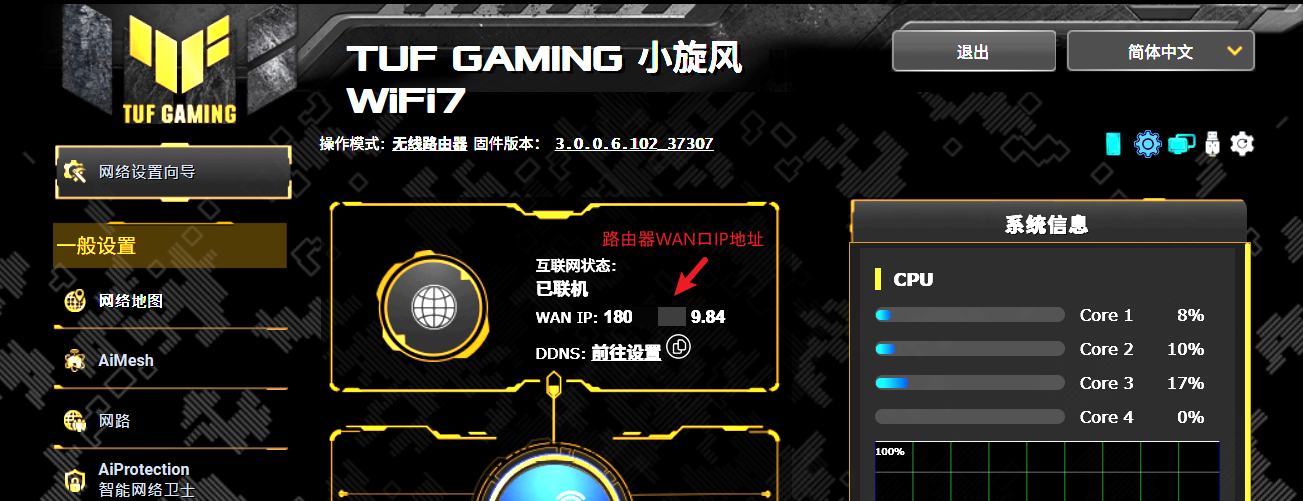 TUF GAMING
TUF GAMING 小旋风
WiFi7
退出
简体中文
操作模式: 无线路由器 固件版本: 3.0.0.6.102_37307
网络设置向导
一般设置
网络地图
AiMesh
网路
AiProtection
智能网络卫士
路由器WAN口IP地址
互联网状态:
已联机
WAN IP: 180 9.84
DDNS: 前往设置
系统信息
CPU
Core 1 8%
Core 2 10%
Core 3 17%
Core 4 0%
100%